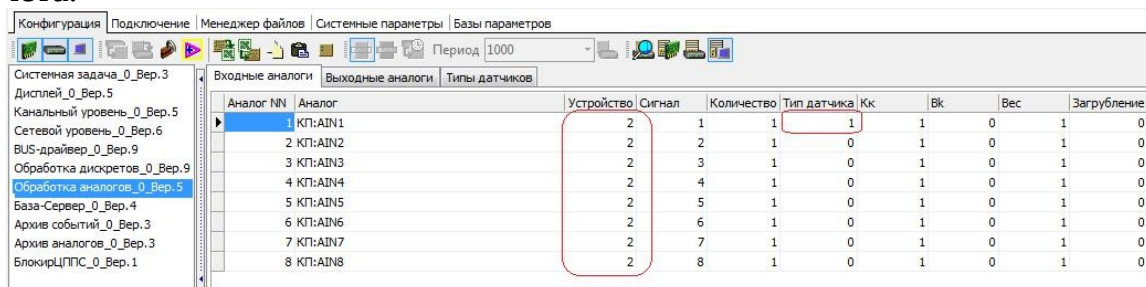 Конфигурация Подключение Менеджер файлов Системные параметры Базы параметров
Период 1000
Системная задача_0_Вер.3
Дисплей_0_Вер.5
Канальный уровень_0_Вер.5
Сетевой уровень_0_Вер.6
BUS-драйвер_0_Вер.9
Обработка дискретов_0_Вер.9
Обработка аналогов_0_Вер.5
База-Сервер_0_Вер.4
Архив событий_0_Вер.3
Архив аналогов_0_Вер.3
БлокирЦППС_0_Вер.1
Входные аналоги Выходные аналоги Типы датчиков
Аналог NN Аналог Устройство Сигнал Количество Тип датчика Кк Bk Вес Загрубление
1 КП:AIN1 2 1 1 1 1 0 1 0
2 КП:AIN2 2 2 1 0 1 0 1 0
3 КП:AIN3 2 3 1 0 1 0 1 0
4 КП:AIN4 2 4 1 0 1 0 1 0
5 КП:AIN5 2 5 1 0 1 0 1 0
6 КП:AIN6 2 6 1 0 1 0 1 0
7 КП:AIN7 2 7 1 0 1 0 1 0
8 КП:AIN8 2 8 1 0 1 0 1 0